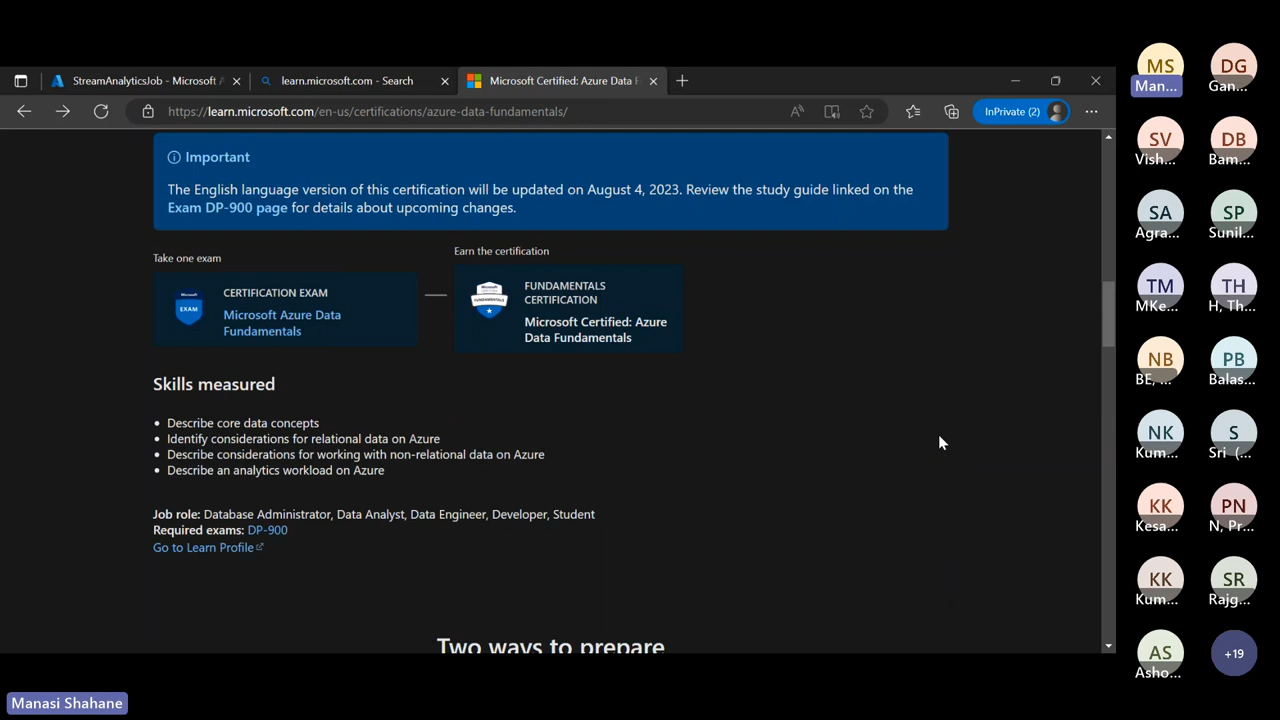 StreamAnalyticsJob - Microsoft A
learn.microsoft.com - Search
Microsoft Certified: Azure Data F
https://learn.microsoft.com/en-us/certifications/azure-data-fundamentals/
InPrivate (2)
Important
The English language version of this certification will be updated on August 4, 2023. Review the study guide linked on the
Exam DP-900 page for details about upcoming changes.
Take one exam
Earn the certification
EXAM
CERTIFICATION EXAM
Microsoft Azure Data
Fundamentals
FUNDAMENTALS
FUNDAMENTALS
CERTIFICATION
Microsoft Certified: Azure
Data Fundamentals
Skills measured
• Describe core data concepts
• Identify considerations for relational data on Azure
• Describe considerations for working with non-relational data on Azure
• Describe an analytics workload on Azure
Job role: Database Administrator, Data Analyst, Data Engineer, Developer, Student
Required exams: DP-900
Go to Learn Profile
Two ways to prepare
Manasi Shahane
MS
Man...
DG
Gan...
SV
Vish...
DB
Bam...
SA
Agra...
SP
Sunil...
TM
MKe...
TH
H, Th...
NB
BE, ...
PB
Balas...
NK
Kum...
S
Sri (...
KK
Kesa...
PN
N, Pr...
KK
Kum...
SR
Rajg...
AS
Asho...
+19